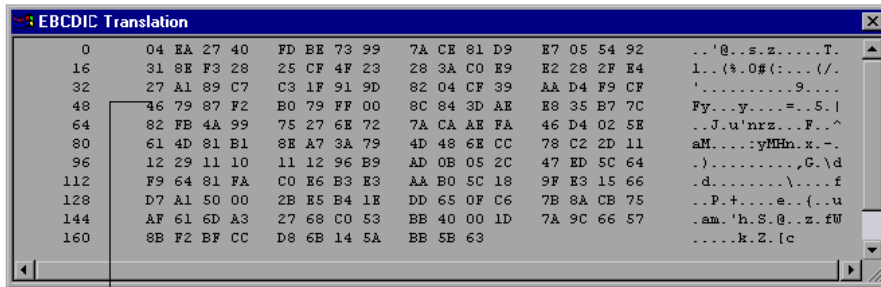 EBCDIC Translation
0 04 EA 27 40 FD BE 73 99 7A CE 81 D9 E7 05 54 92 ..'@..s.z.....T.
16 31 8E F3 28 25 CF 4F 23 28 3A C0 E9 E2 28 2F E4 1..(%.O#(:...(/.
32 27 A1 89 C7 C3 1F 91 9D 82 04 CF 39 AA D4 F9 CF '..........9....
48 46 79 87 F2 B0 79 FF 00 8C 84 3D AE E8 35 B7 7C Fy...y....=..5.|
64 82 FB 4A 99 75 27 6E 72 7A CA AE FA 46 D4 02 5E ..J.u'nrz...F..^
80 61 4D 81 B1 8E A7 3A 79 4D 48 6E CC 78 C2 2D 11 aM....:yMHn.x.-.
96 12 29 11 10 11 12 96 B9 AD 0B 05 2C 47 ED 5C 64 .).........,G.\d
112 F9 64 81 FA C0 E6 B3 E3 AA B0 5C 18 9F E3 15 66 .d........\....f
128 D7 A1 50 00 2B E5 B4 1E DD 65 0F C6 7B 8A CB 75 ..P.+....e..{..u
144 AF 61 6D A3 27 68 C0 53 BB 40 00 1D 7A 9C 66 57 .am.'h.S.@..z.fW
160 8B F2 BF CC D8 6B 14 5A BB 5B 63 .....k.Z.[c